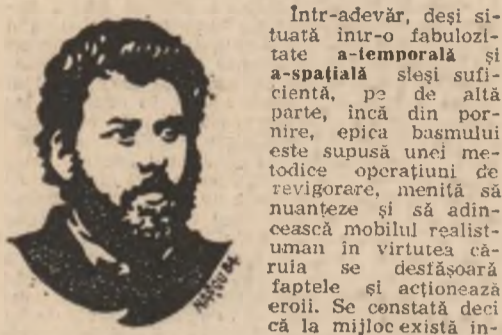 Într-adevăr, deși si-
tuată intr-o fabulozi-
tate a-temporală și
a-spațială sieși sufi-
cientă, pe de altă
parte, încă din por-
nire, epica basmului
este supusă unei me-
todice operațiuni de
revigorare, menită să
nuanțeze și să adîn-
cească mobilul realist-
uman în virtutea că-
ruia se desfășoară
faptele și acționează
eroii. Se constată deci
că la mijloc există in-